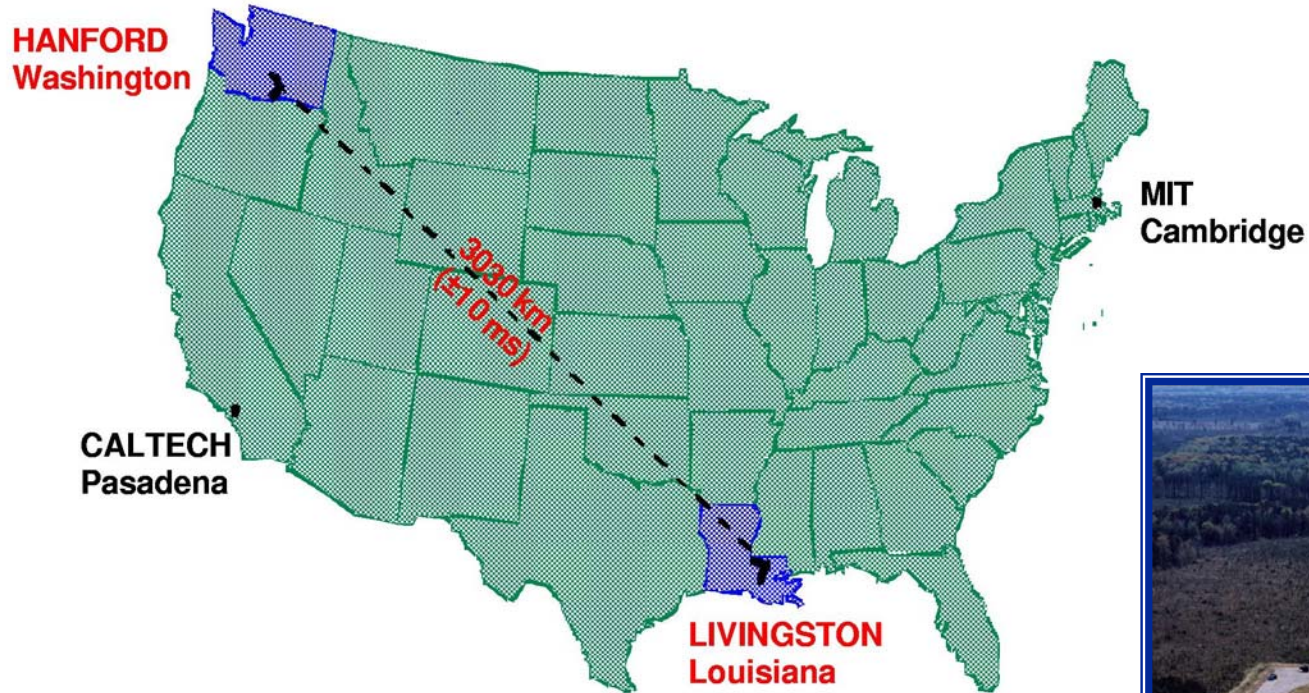 HANFORD
Washington
MIT
Cambridge
3030 km
(±10 ms)
CALTECH
Pasadena
LIVINGSTON
Louisiana